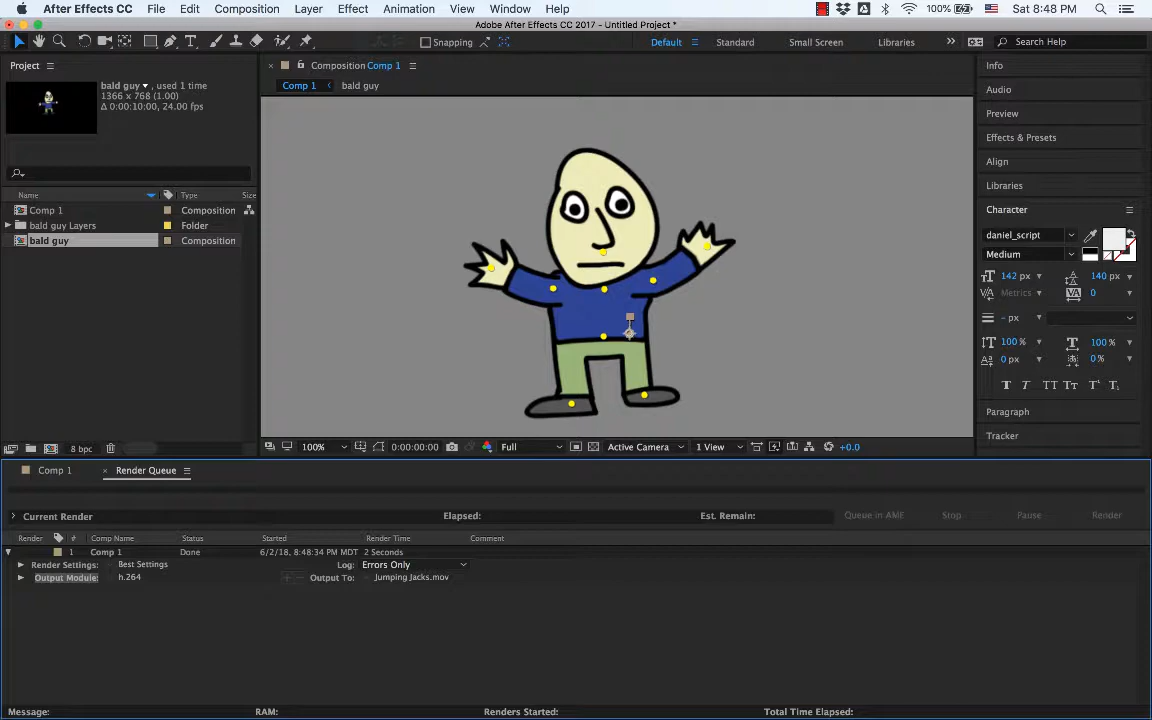 After Effects CC File Edit Composition Layer Effect Animation View Window Help 100% Sat 8:48 PM
Adobe After Effects CC 2017 - Untitled Project *
Snapping Default Standard Small Screen Libraries Search Help
Project
Composition Comp 1
Info
bald guy , used 1 time
Comp 1 bald guy
Audio
1366 x 768 (1.00)
Δ 0:00:10:00, 24.00 fps
Preview
Effects & Presets
Align
Libraries
Name Type Size
Comp 1 Composition
Character
bald guy Layers Folder
daniel_script
bald guy Composition
Medium
142 px 140 px
Metrics 0
- px
100 % 100 %
0 px 0 %
T T TT Tt T¹ T₁
Paragraph
Tracker
8 bpc 100% 0:00:00:00 Full Active Camera 1 View +0.0
Comp 1 Render Queue
Current Render Elapsed: Est. Remain: Queue in AME Stop Pause Render
Render # Comp Name Status Started Render Time Comment
1 Comp 1 Done 6/2/18, 8:48:34 PM MDT 2 Seconds
Render Settings: Best Settings Log: Errors Only
Output Module: h.264 Output To: Jumping Jacks.mov
Message: RAM: Renders Started: Total Time Elapsed: